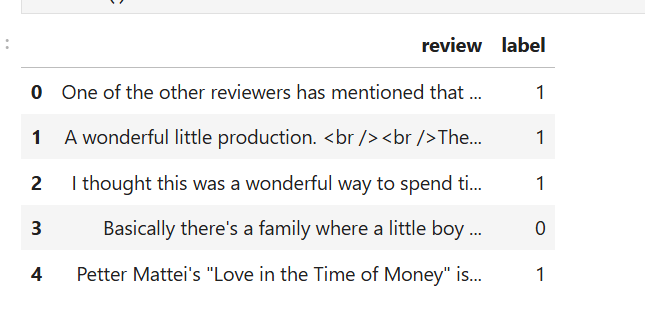 ()
:
review label
0 One of the other reviewers has mentioned that ... 1
1 A wonderful little production. <br /><br />The... 1
2 I thought this was a wonderful way to spend ti... 1
3 Basically there's a family where a little boy ... 0
4 Petter Mattei's "Love in the Time of Money" is... 1